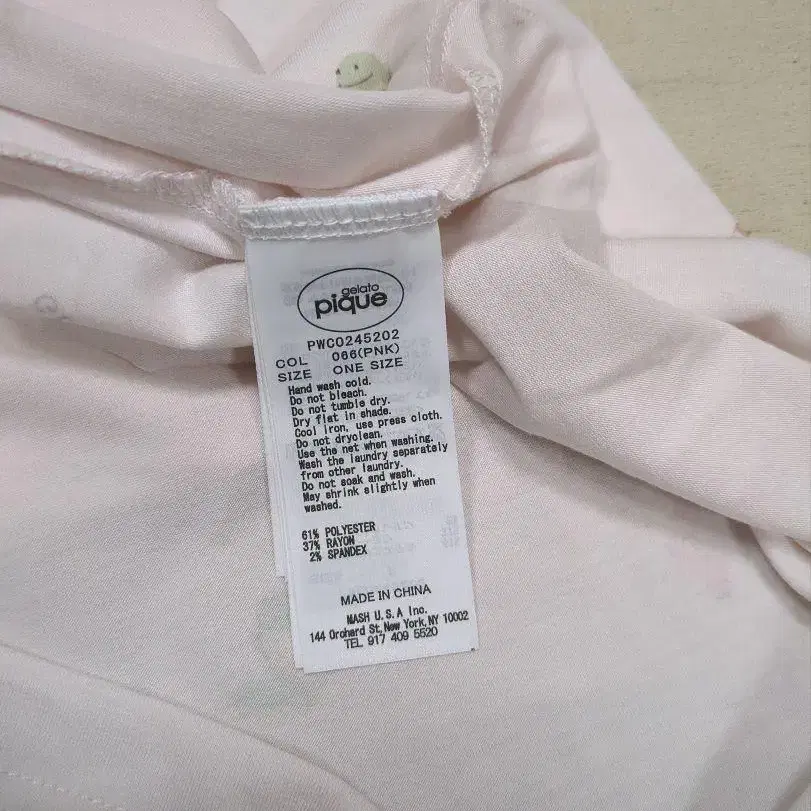 gelato
pique
PWCO245202
COL 066(PNK)
SIZE ONE SIZE
Hand wash cold.
Do not bleach.
Do not tumble dry.
Dry flat in shade.
Cool iron, use press cloth.
Do not dryclean.
Use the net when washing.
Wash the laundry separately
from other laundry.
Do not soak and wash.
May shrink slightly when
washed.
61% POLYESTER
37% RAYON
2% SPANDEX
MADE IN CHINA
MASH U.S.A Inc.
144 Orchard St, New York, NY 10002
TEL 917 409 5520